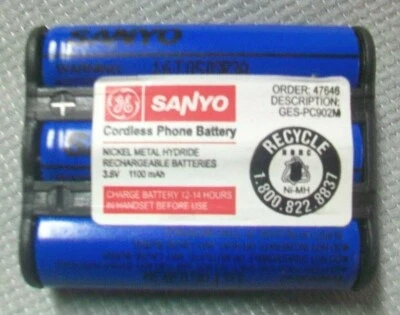 SANYO
ORDER: 47646
DESCRIPTION:
GES-PC902M
GE SANYO
Cordless Phone Battery
NICKEL METAL HYDRIDE
RECHARGEABLE BATTERIES
3.6V 1100 mAh
CHARGE BATTERY 12-14 HOURS
IN HANDSET BEFORE USE
RECYCLE
RBRC
Ni-MH
1.800.822.8837
+